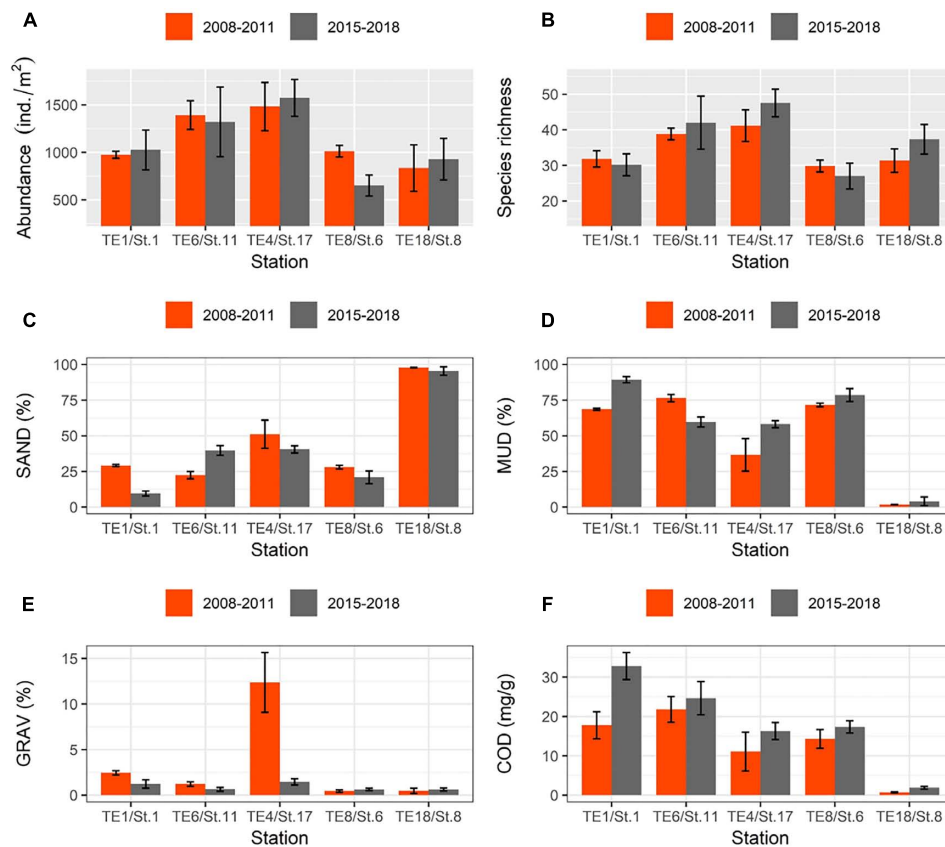 A
2008-2011 2015-2018
Abundance (ind./m²)
1500
1000
500
TE1/St.1 TE6/St.11 TE4/St.17 TE8/St.6 TE18/St.8
Station
B
2008-2011 2015-2018
Species richness
50
40
30
20
TE1/St.1 TE6/St.11 TE4/St.17 TE8/St.6 TE18/St.8
Station
C
2008-2011 2015-2018
SAND (%)
100
75
50
25
0
TE1/St.1 TE6/St.11 TE4/St.17 TE8/St.6 TE18/St.8
Station
D
2008-2011 2015-2018
MUD (%)
100
75
50
25
0
TE1/St.1 TE6/St.11 TE4/St.17 TE8/St.6 TE18/St.8
Station
E
2008-2011 2015-2018
GRAV (%)
15
10
5
0
TE1/St.1 TE6/St.11 TE4/St.17 TE8/St.6 TE18/St.8
Station
F
2008-2011 2015-2018
COD (mg/g)
30
20
10
0
TE1/St.1 TE6/St.11 TE4/St.17 TE8/St.6 TE18/St.8
Station